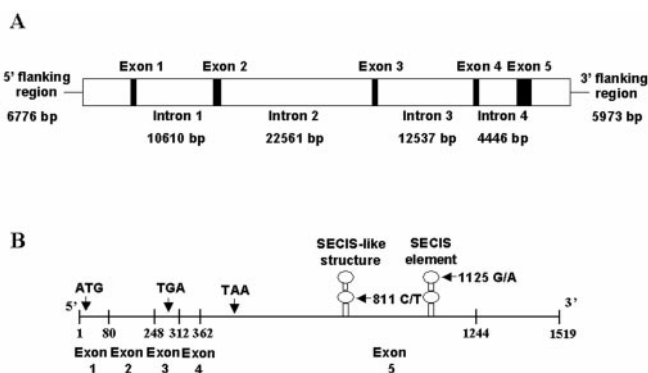 A
5' flanking region
Exon 1 Exon 2 Exon 3 Exon 4 Exon 5
3' flanking region
6776 bp
Intron 1 Intron 2 Intron 3 Intron 4
10610 bp 22561 bp 12537 bp 4446 bp
5973 bp
B
SECIS-like structure
SECIS element
1125 G/A
811 C/T
ATG TGA TAA
5' 3'
1 80 248 312 362 1244 1519
Exon 1
Exon 2
Exon 3
Exon 4
Exon 5